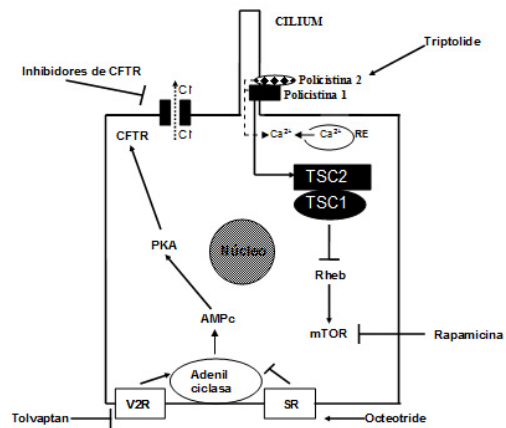 CILIUM
Triptolide
Inhibidores de CFTR
Policistina 2
Policistina 1
Cl
Cl
CFTR
Ca²⁺
Ca²⁺
RE
TSC2
TSC1
Núcleo
PKA
Rheb
AMPc
mTOR
Rapamicina
Adenil
ciclasa
V2R
SR
Tolvaptan
Octeotride